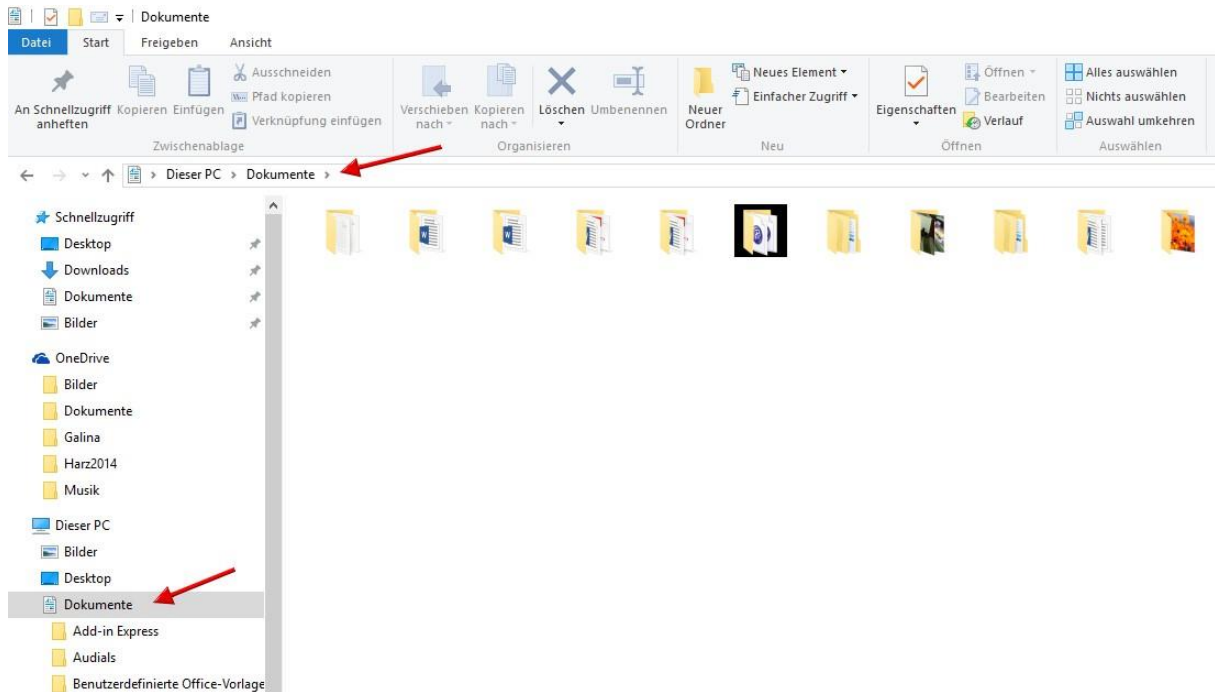 Dokumente
Datei Start Freigeben Ansicht
An Schnellzugriff anheften
Kopieren
Einfügen
Ausschneiden
Pfad kopieren
Verknüpfung einfügen
Zwischenablage
Verschieben nach
Kopieren nach
Löschen
Umbenennen
Organisieren
Neuer Ordner
Neues Element
Einfacher Zugriff
Neu
Eigenschaften
Öffnen
Bearbeiten
Verlauf
Öffnen
Alles auswählen
Nichts auswählen
Auswahl umkehren
Auswählen
Dieser PC > Dokumente >
Schnellzugriff
Desktop
Downloads
Dokumente
Bilder
OneDrive
Bilder
Dokumente
Galina
Harz2014
Musik
Dieser PC
Bilder
Desktop
Dokumente
Add-in Express
Audials
Benutzerdefinierte Office-Vorlage